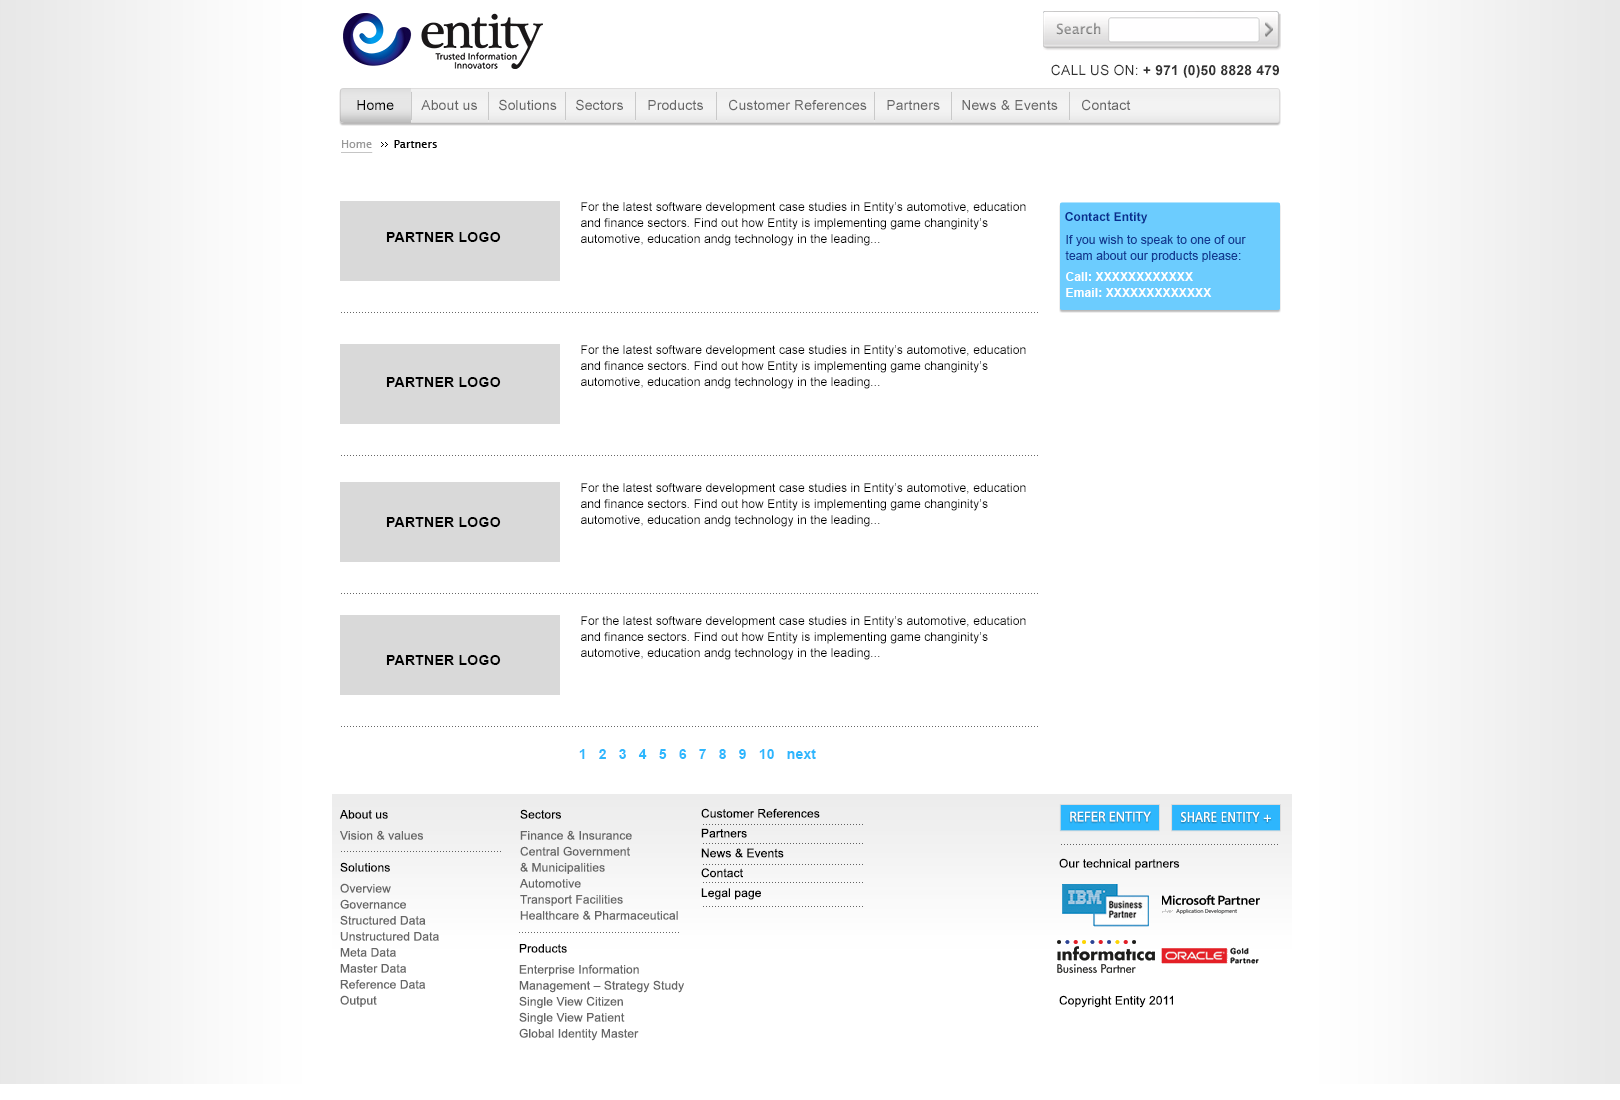 entity
Trusted Information
Innovators
Search
CALL US ON: + 971 (0)50 8828 479
Home About us Solutions Sectors Products Customer References Partners News & Events Contact
Home >> Partners
PARTNER LOGO
For the latest software development case studies in Entity's automotive, education
and finance sectors. Find out how Entity is implementing game changinity's
automotive, education andg technology in the leading...
Contact Entity
If you wish to speak to one of our
team about our products please:
Call: XXXXXXXXXXXX
Email: XXXXXXXXXXXXX
PARTNER LOGO
For the latest software development case studies in Entity's automotive, education
and finance sectors. Find out how Entity is implementing game changinity's
automotive, education andg technology in the leading...
PARTNER LOGO
For the latest software development case studies in Entity's automotive, education
and finance sectors. Find out how Entity is implementing game changinity's
automotive, education andg technology in the leading...
PARTNER LOGO
For the latest software development case studies in Entity's automotive, education
and finance sectors. Find out how Entity is implementing game changinity's
automotive, education andg technology in the leading...
1 2 3 4 5 6 7 8 9 10 next
About us
Vision & values
Solutions
Overview
Governance
Structured Data
Unstructured Data
Meta Data
Master Data
Reference Data
Output
Sectors
Finance & Insurance
Central Government
& Municipalities
Automotive
Transport Facilities
Healthcare & Pharmaceutical
Products
Enterprise Information
Management – Strategy Study
Single View Citizen
Single View Patient
Global Identity Master
Customer References
Partners
News & Events
Contact
Legal page
REFER ENTITY
SHARE ENTITY +
Our technical partners
IBM
Business
Partner
Microsoft Partner
Application Development
informatica
Business Partner
ORACLE
Gold
Partner
Copyright Entity 2011